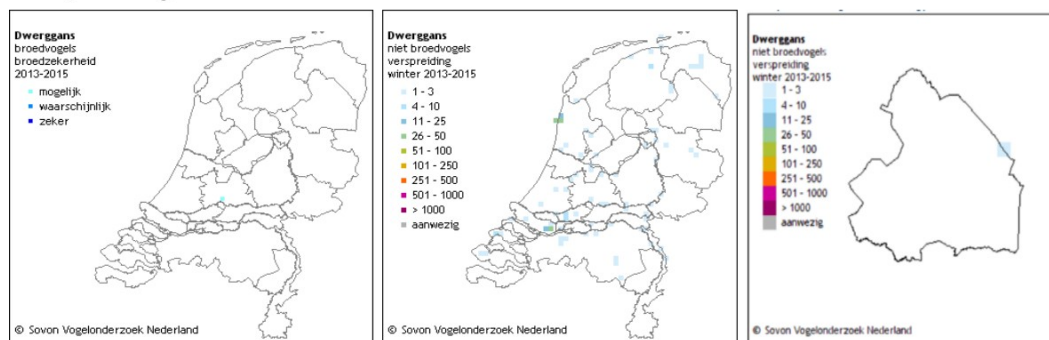 Dwerggans
broedvogels
broedzekerheid
2013-2015
mogelijk
waarschijnlijk
zeker
© Sovon Vogelonderzoek Nederland
Dwerggans
niet broedvogels
verspreiding
winter 2013-2015
1 - 3
4 - 10
11 - 25
26 - 50
51 - 100
101 - 250
251 - 500
501 - 1000
> 1000
aanwezig
© Sovon Vogelonderzoek Nederland
Dwerggans
niet broedvogels
verspreiding
winter 2013-2015
1 - 3
4 - 10
11 - 25
26 - 50
51 - 100
101 - 250
251 - 500
501 - 1000
> 1000
aanwezig
© Sovon Vogelonderzoek Nederland